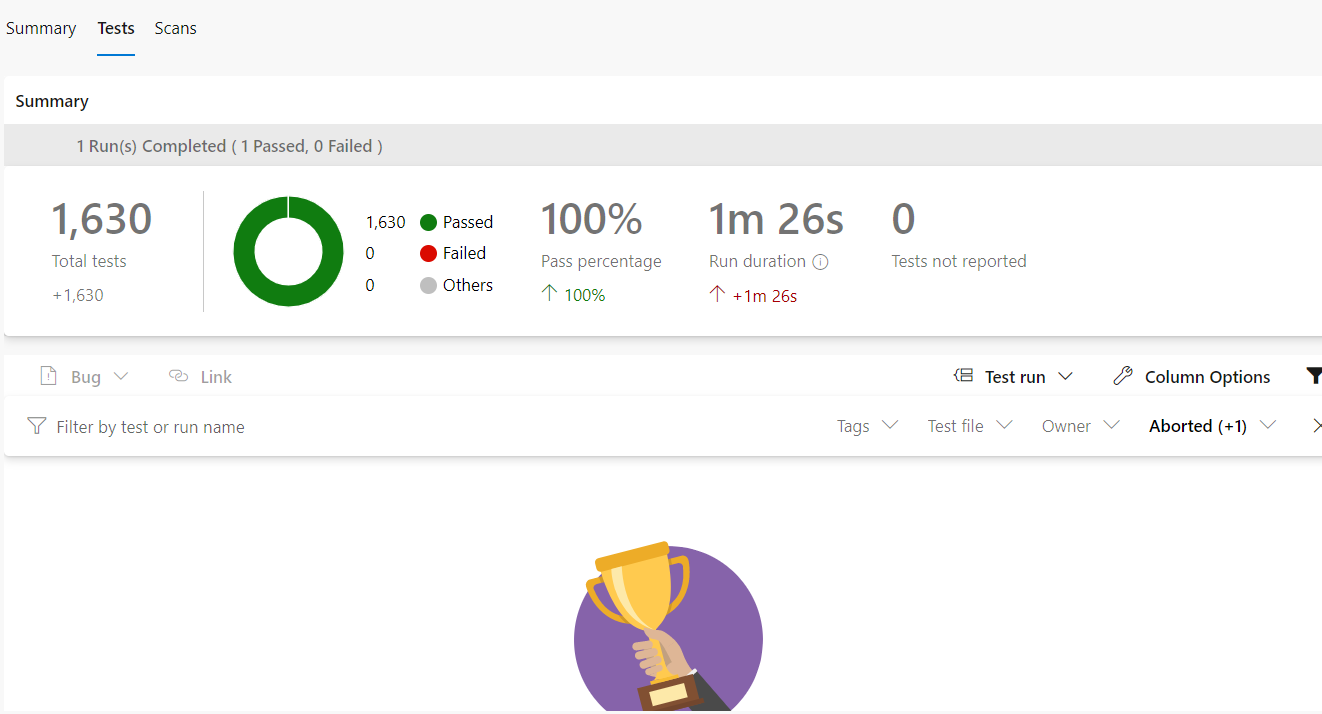 Summary Tests Scans
Summary
1 Run(s) Completed ( 1 Passed, 0 Failed )
1,630
Total tests
+1,630
1,630 Passed
0 Failed
0 Others
100%
Pass percentage
100%
1m 26s
Run duration
+1m 26s
0
Tests not reported
Bug Link Test run Column Options
Filter by test or run name Tags Test file Owner Aborted (+1)